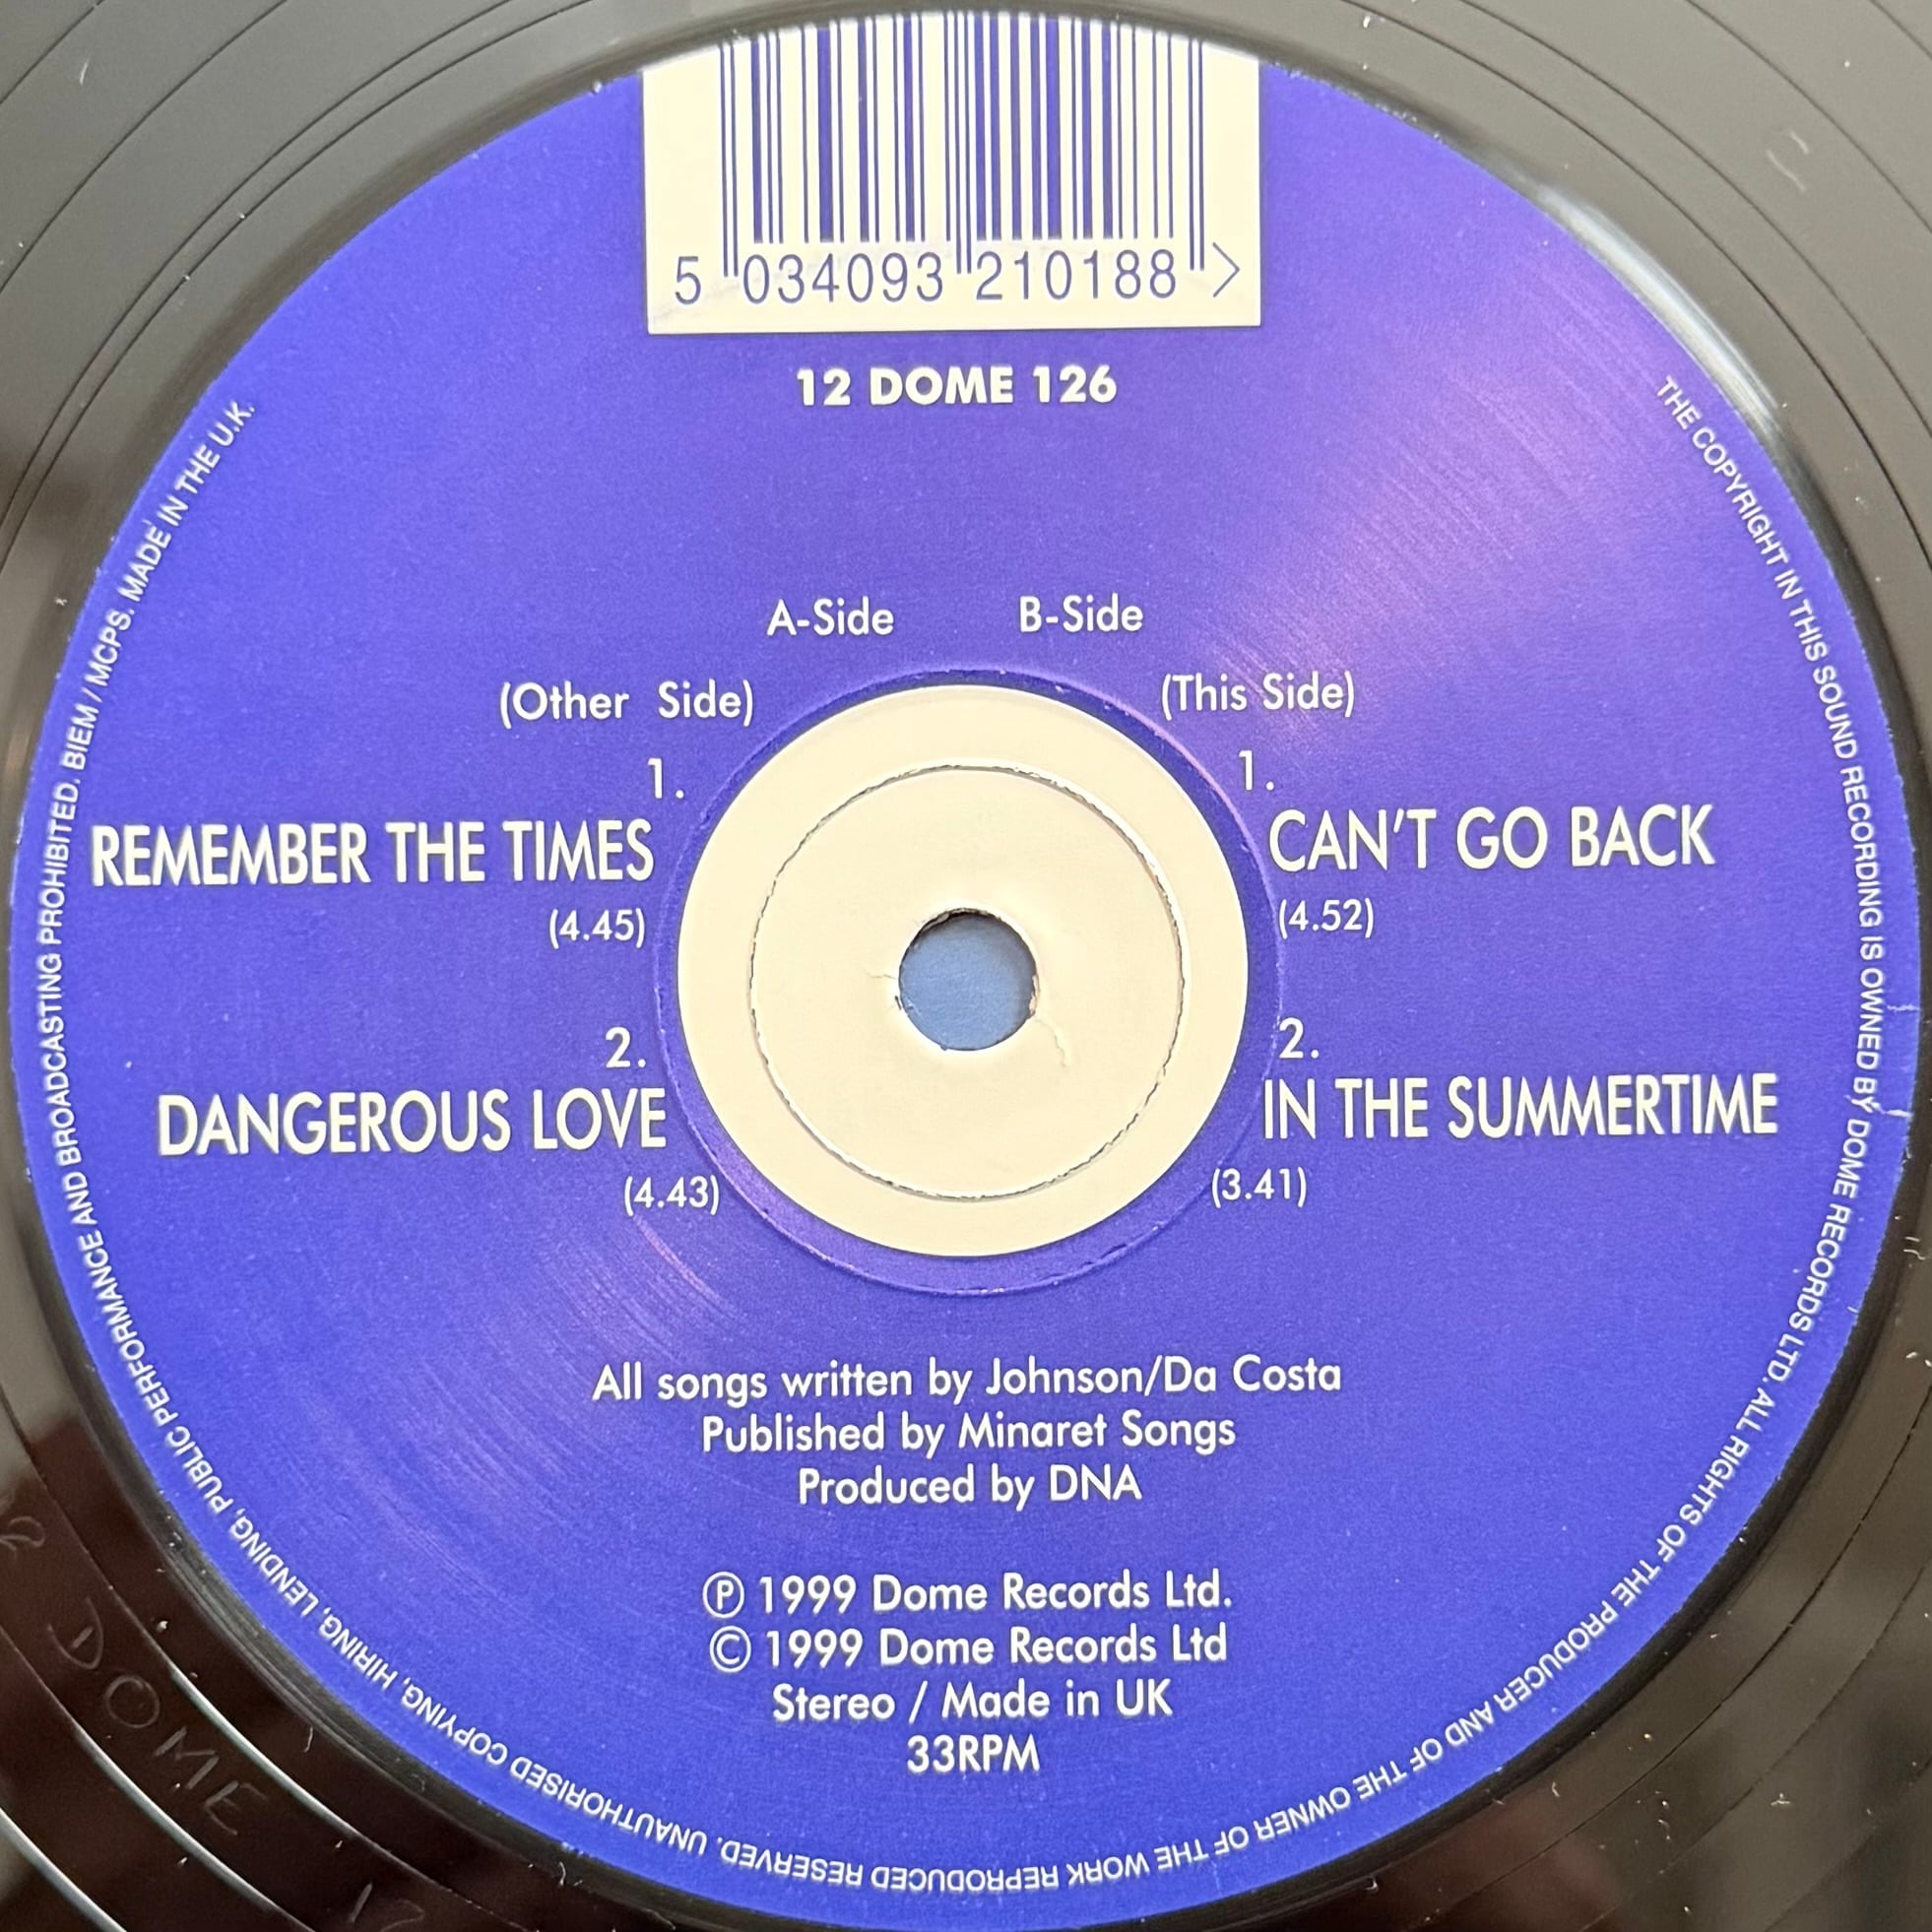 5 034093 210188 >
12 DOME 126
A-Side
(Other Side)
1.
REMEMBER THE TIMES
(4.45)
2.
DANGEROUS LOVE
(4.43)
B-Side
(This Side)
1.
CAN'T GO BACK
(4.52)
2.
IN THE SUMMERTIME
(3.41)
All songs written by Johnson/Da Costa
Published by Minaret Songs
Produced by DNA
Ⓟ 1999 Dome Records Ltd.
© 1999 Dome Records Ltd
Stereo / Made in UK
33RPM
THE COPYRIGHT IN THIS SOUND RECORDING IS OWNED BY DOME RECORDS LTD. ALL RIGHTS OF THE PRODUCER AND OF THE OWNER OF THE WORK REPRODUCED RESERVED. UNAUTHORISED COPYING, HIRING, LENDING, PUBLIC PERFORMANCE AND BROADCASTING PROHIBITED. BIEM / MCPS. MADE IN THE U.K.
2 DOME 12